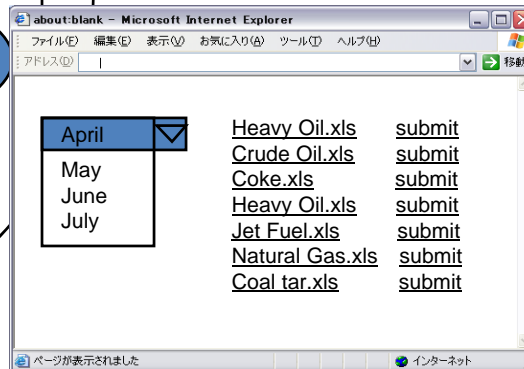 about:blank - Microsoft Internet Explorer
ファイル(F) 編集(E) 表示(V) お気に入り(A) ツール(T) ヘルプ(H)
アドレス(D) 移動
April
May
June
July
Heavy Oil.xls submit
Crude Oil.xls submit
Coke.xls submit
Heavy Oil.xls submit
Jet Fuel.xls submit
Natural Gas.xls submit
Coal tar.xls submit
ページが表示されました インターネット